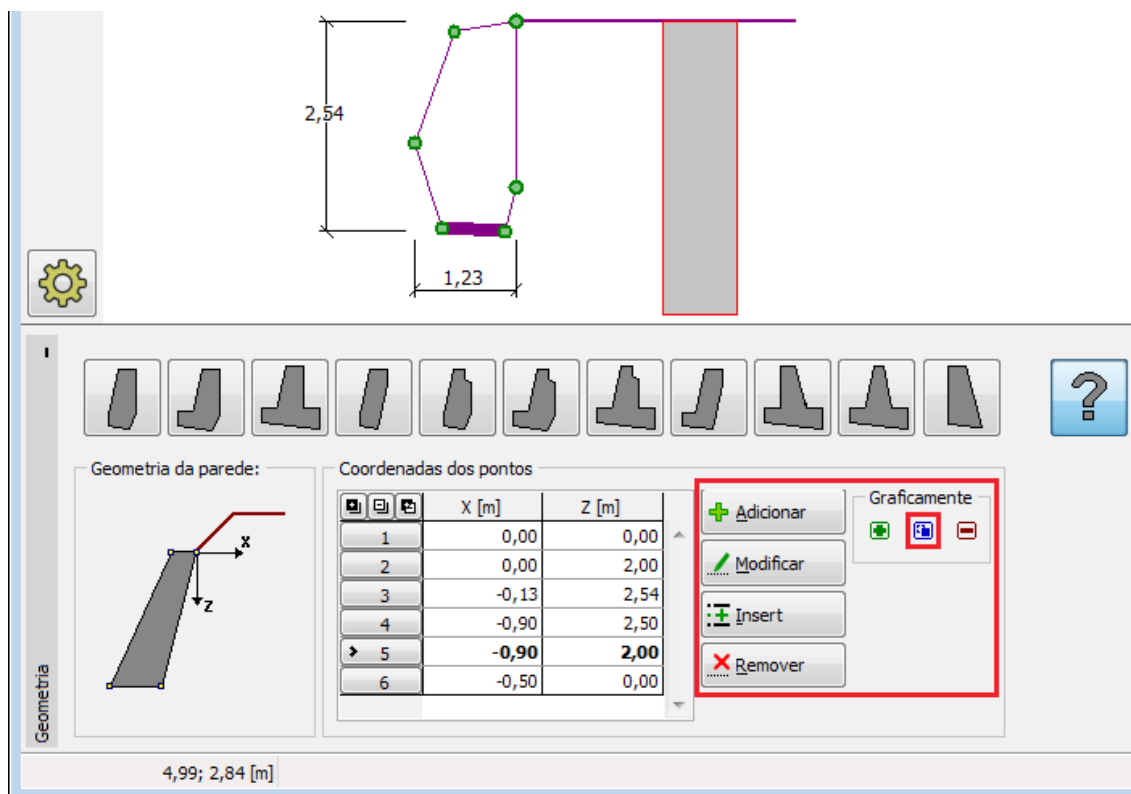 2,54
1,23
Geometria da parede:
X
Z
Coordenadas dos pontos
X [m] Z [m]
1 0,00 0,00
2 0,00 2,00
3 -0,13 2,54
4 -0,90 2,50
5 -0,90 2,00
6 -0,50 0,00
Adicionar
Modificar
Insert
Remover
Graficamente
Geometria
4,99; 2,84 [m]